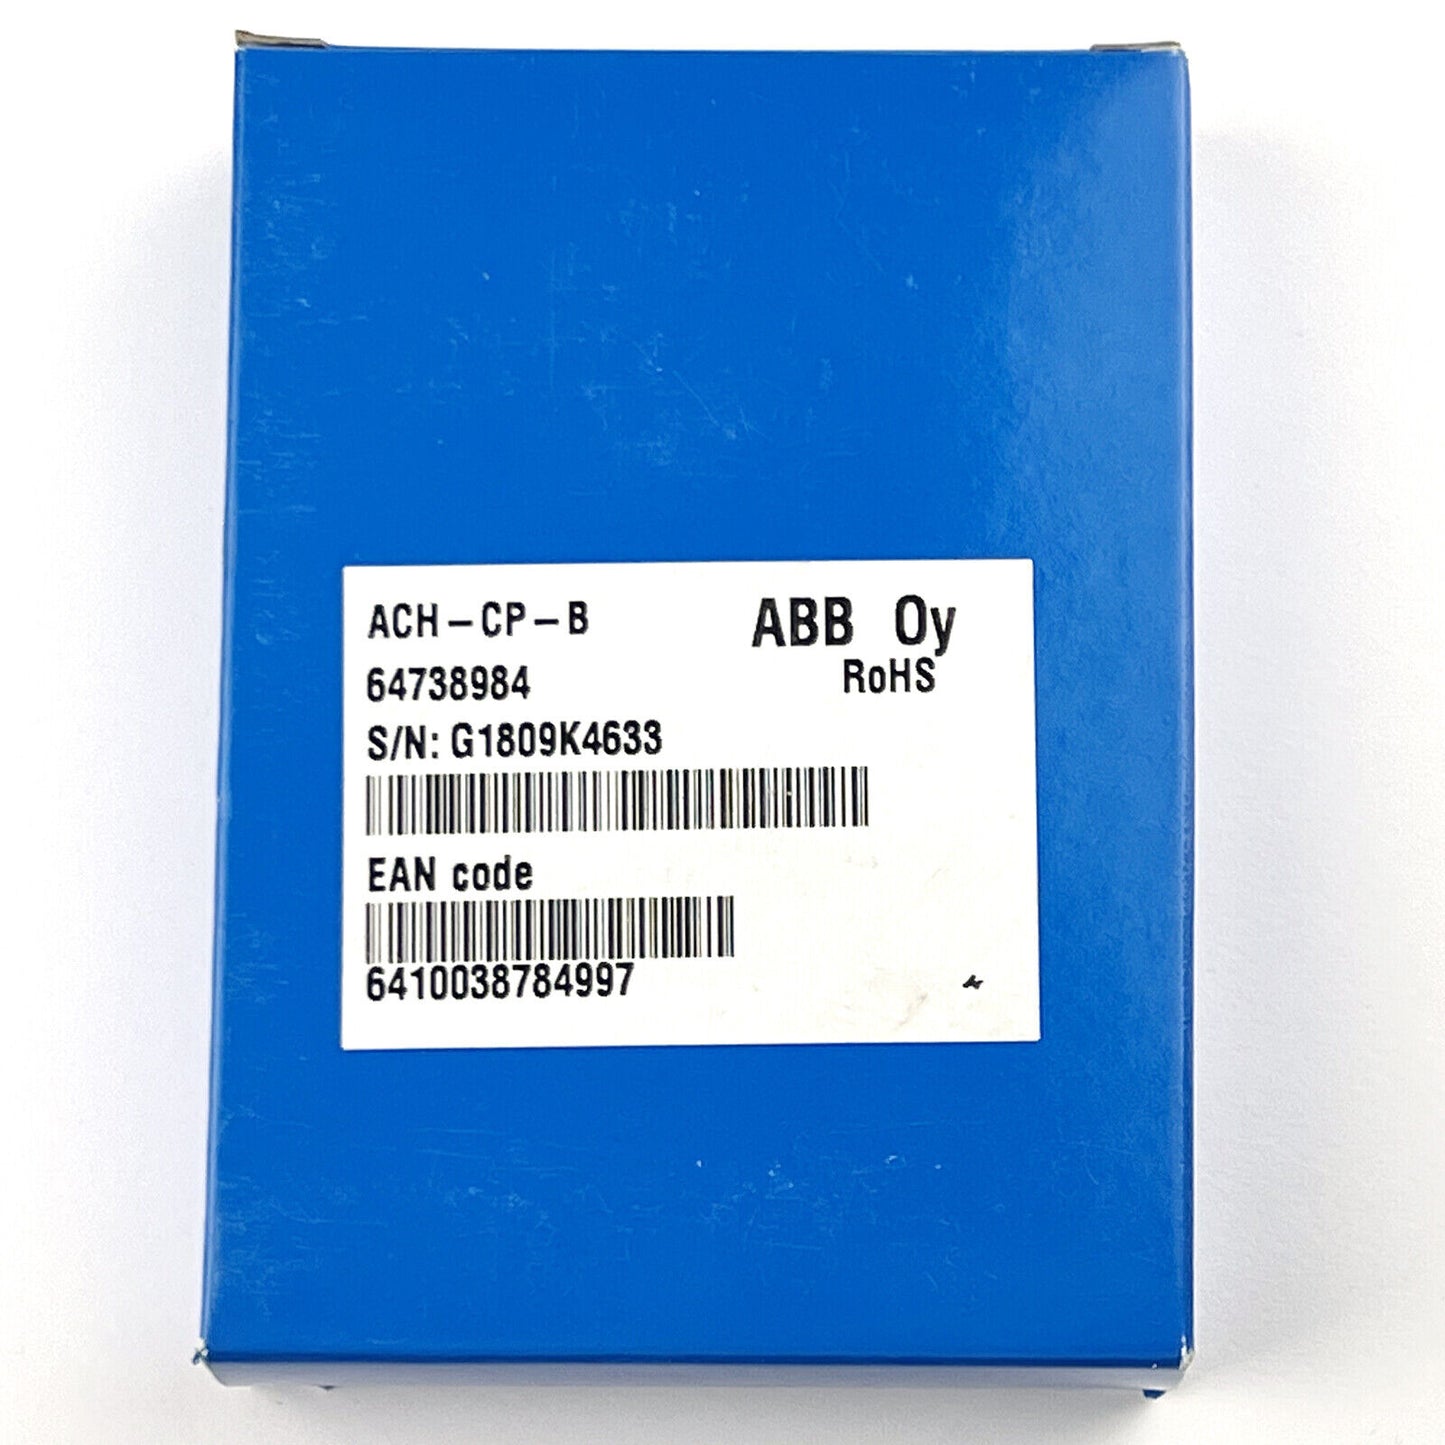 ACH-CP-B
ABB Oy
64738984
RoHS
S/N: G1809K4633
EAN code
6410038784997